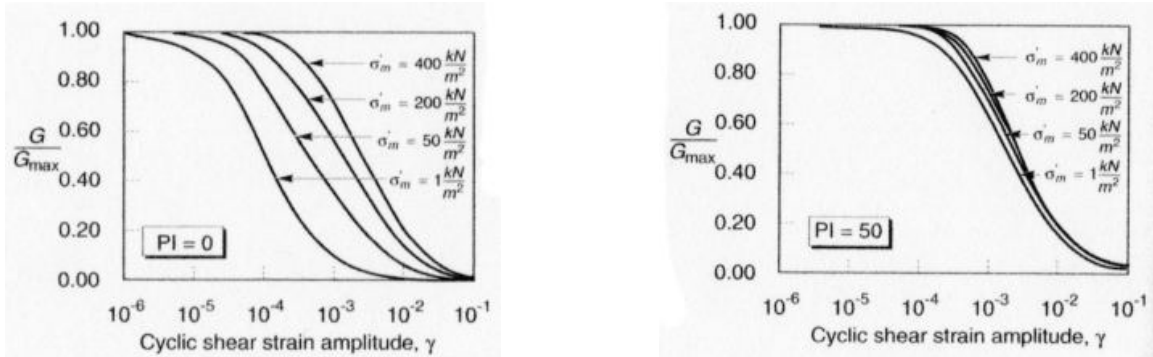 1.00
0.80
0.60
0.40
0.20
0.00
G
Gmax
σ'm = 400 kN/m2
σ'm = 200 kN/m2
σ'm = 50 kN/m2
σ'm = 1 kN/m2
PI = 0
10-6 10-5 10-4 10-3 10-2 10-1
Cyclic shear strain amplitude, γ
1.00
0.80
0.60
0.40
0.20
0.00
G
Gmax
σ'm = 400 kN/m2
σ'm = 200 kN/m2
σ'm = 50 kN/m2
σ'm = 1 kN/m2
PI = 50
10-6 10-5 10-4 10-3 10-2 10-1
Cyclic shear strain amplitude, γ